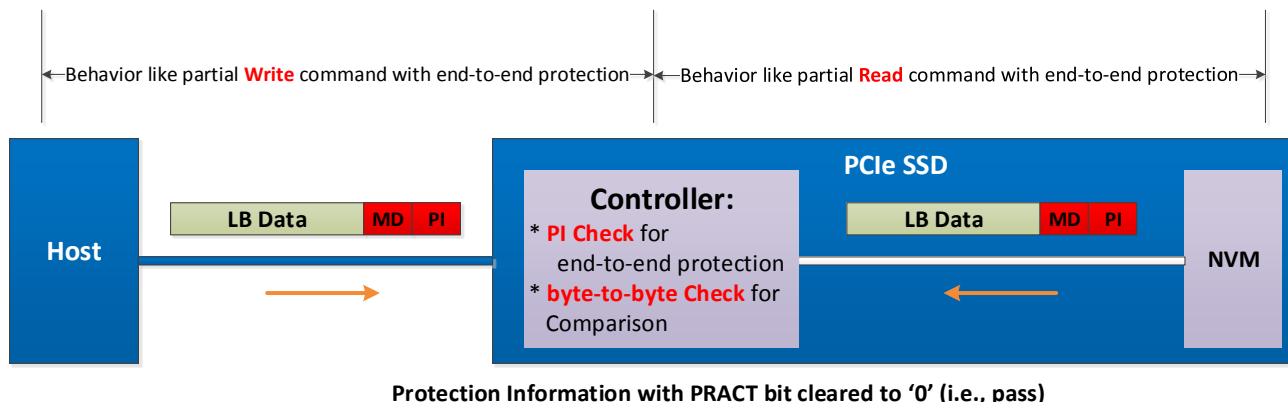 Behavior like partial Write command with end-to-end protection
Behavior like partial Read command with end-to-end protection
PCIe SSD
Host
LB Data
MD
PI
Controller:
* PI Check for
end-to-end protection
* byte-to-byte Check for
Comparison
LB Data
MD
PI
NVM
Protection Information with PRACT bit cleared to ‘0’ (i.e., pass)